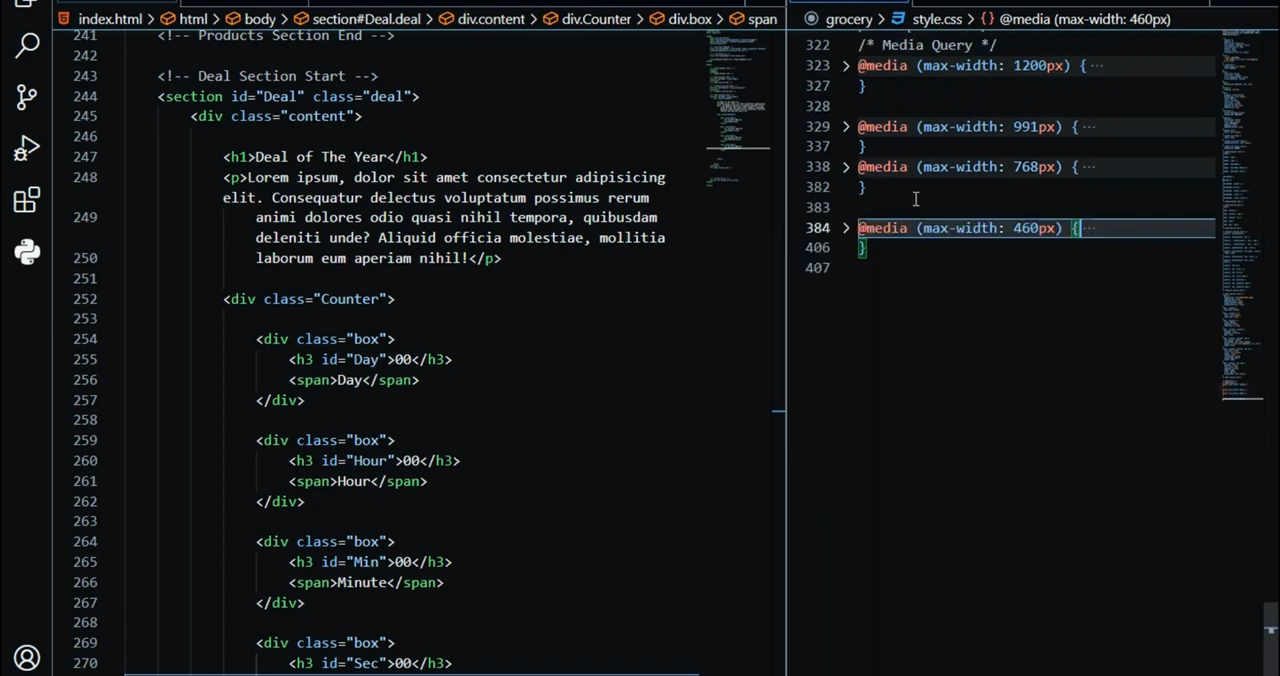 index.html > html > body > section#Deal.deal > div.content > div.Counter > div.box > span
241 <!-- Products Section End -->
242
243 <!-- Deal Section Start -->
244 <section id="Deal" class="deal">
245 <div class="content">
246
247 <h1>Deal of The Year</h1>
248 <p>Lorem ipsum, dolor sit amet consectetur adipisicing
elit. Consequatur delectus voluptatum possimus rerum
249 animi dolores odio quasi nihil tempora, quibusdam
deleniti unde? Aliquid officia molestiae, mollitia
250 laborum eum aperiam nihil!</p>
251
252 <div class="Counter">
253
254 <div class="box">
255 <h3 id="Day">00</h3>
256 <span>Day</span>
257 </div>
258
259 <div class="box">
260 <h3 id="Hour">00</h3>
261 <span>Hour</span>
262 </div>
263
264 <div class="box">
265 <h3 id="Min">00</h3>
266 <span>Minute</span>
267 </div>
268
269 <div class="box">
270 <h3 id="Sec">00</h3>
grocery > style.css > {} @media (max-width: 460px)
322 /* Media Query */
323 > @media (max-width: 1200px) { ···
327 }
328
329 > @media (max-width: 991px) { ···
337 }
338 > @media (max-width: 768px) { ···
382 }
383
384 > @media (max-width: 460px) { ···
406 }
407